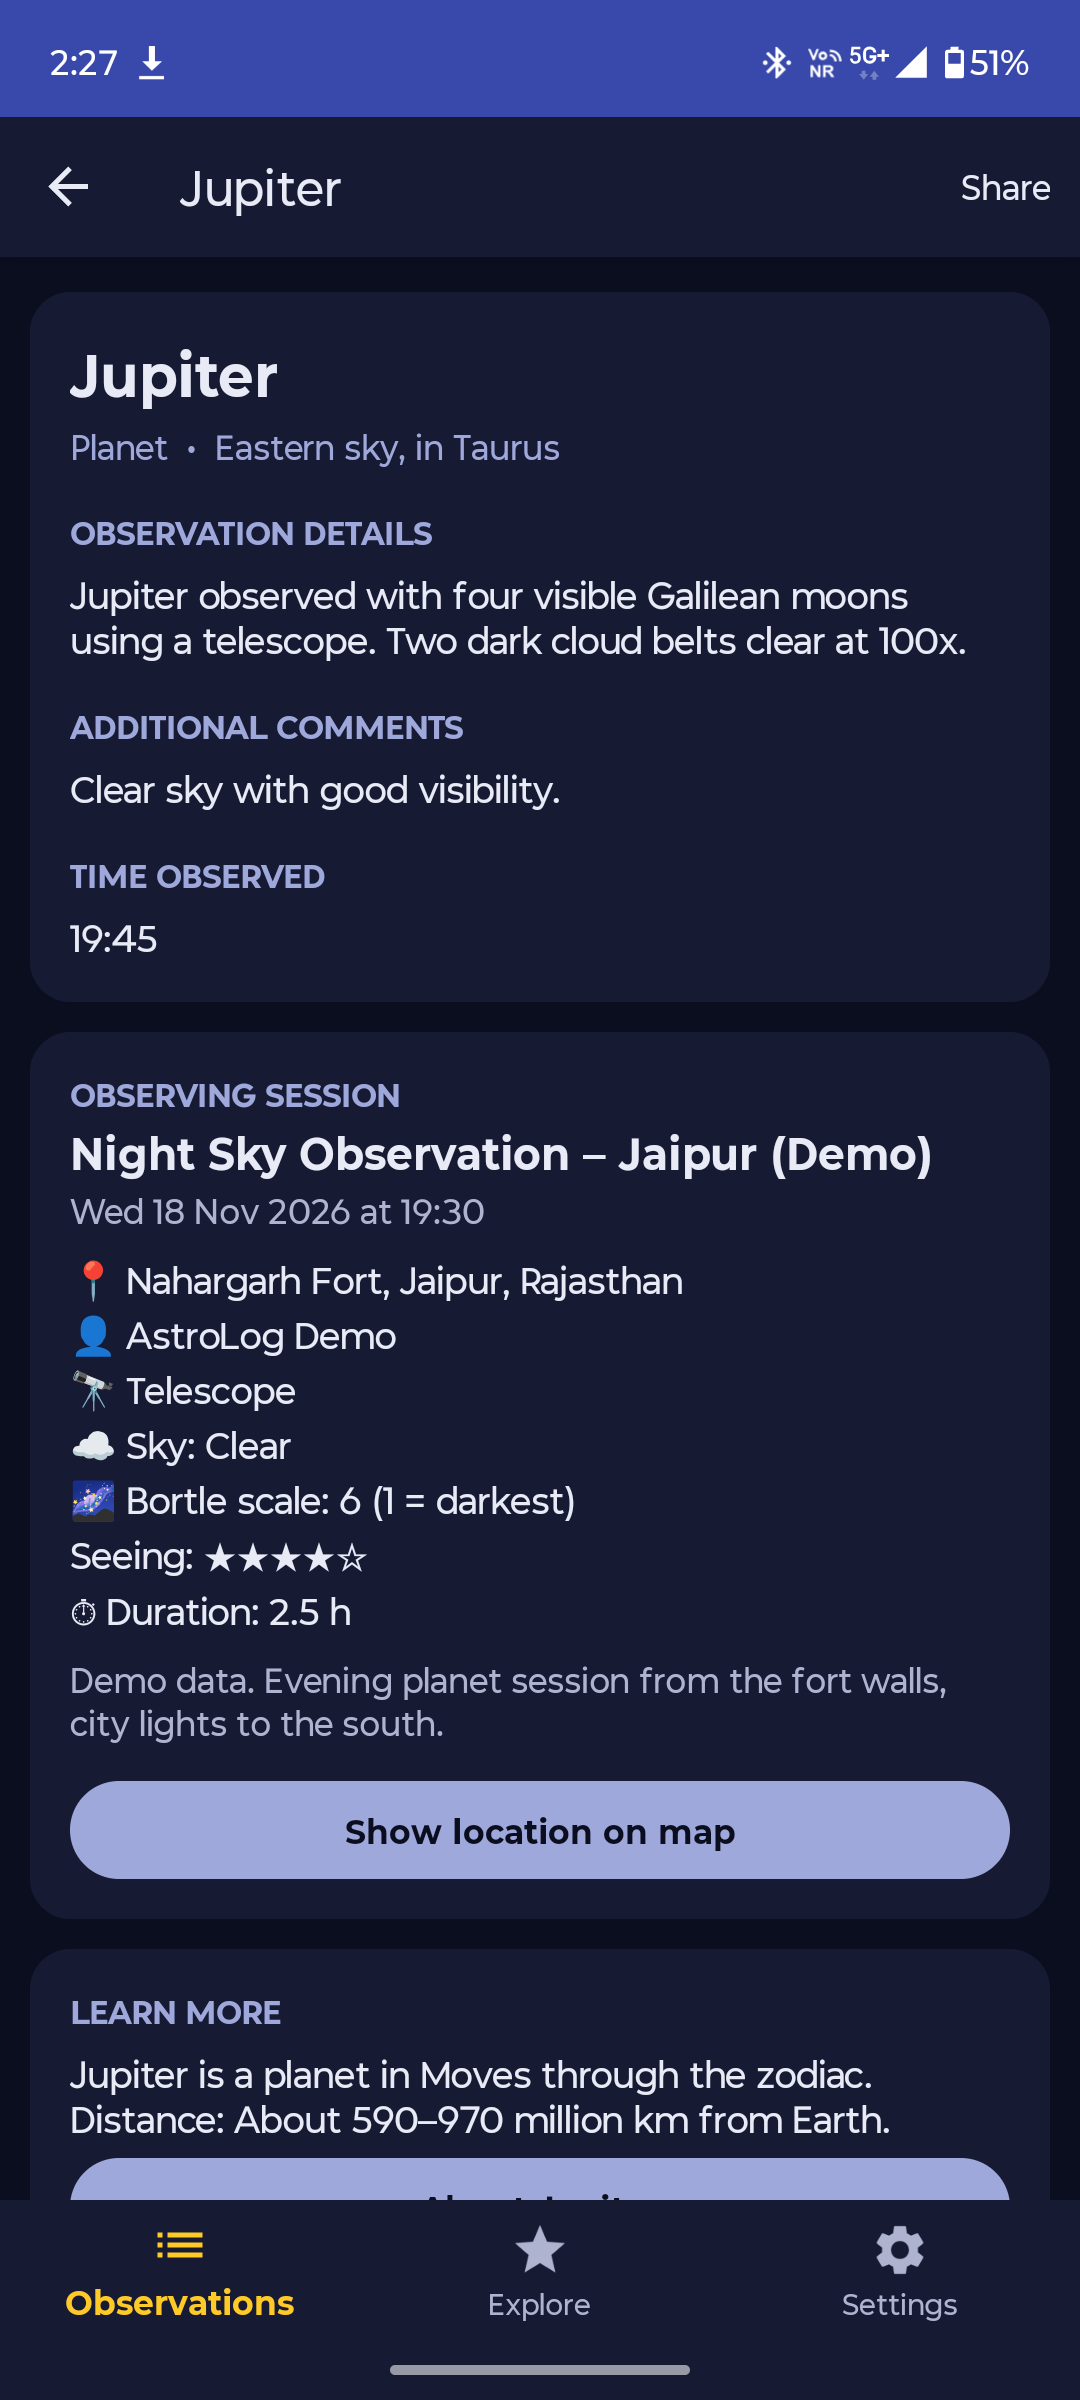 2:27
VoNR 5G+ 51%
Jupiter
Share
Jupiter
Planet • Eastern sky, in Taurus
OBSERVATION DETAILS
Jupiter observed with four visible Galilean moons
using a telescope. Two dark cloud belts clear at 100x.
ADDITIONAL COMMENTS
Clear sky with good visibility.
TIME OBSERVED
19:45
OBSERVING SESSION
Night Sky Observation – Jaipur (Demo)
Wed 18 Nov 2026 at 19:30
📍 Nahargarh Fort, Jaipur, Rajasthan
👤 AstroLog Demo
🔭 Telescope
☁️ Sky: Clear
🌌 Bortle scale: 6 (1 = darkest)
Seeing: ★★★★☆
⏱ Duration: 2.5 h
Demo data. Evening planet session from the fort walls,
city lights to the south.
Show location on map
LEARN MORE
Jupiter is a planet in Moves through the zodiac.
Distance: About 590–970 million km from Earth.
Observations
Explore
Settings